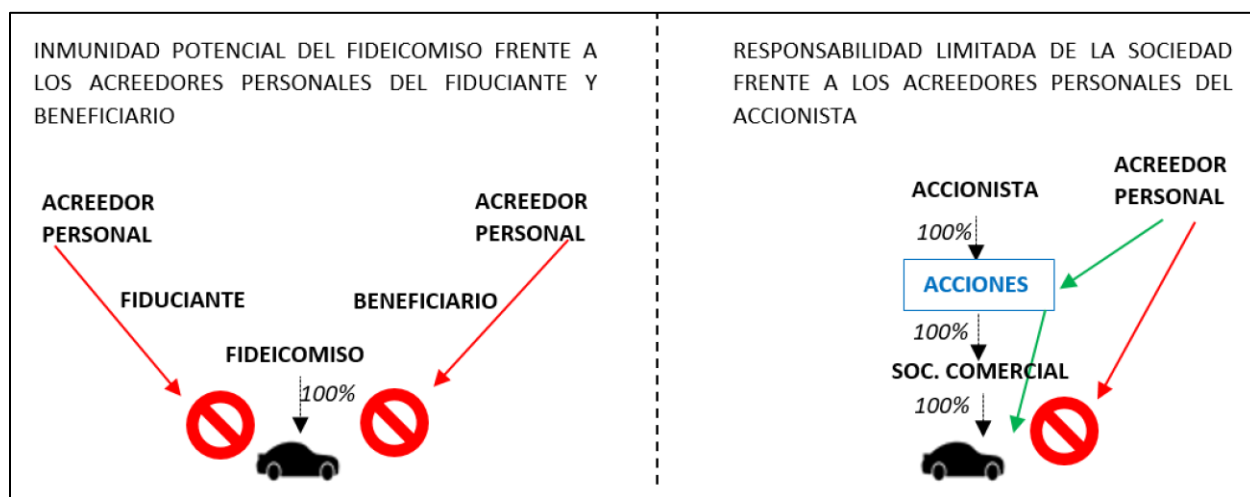 INMUNIDAD POTENCIAL DEL FIDEICOMISO FRENTE A
LOS ACREEDORES PERSONALES DEL FIDUCIANTE Y
BENEFICIARIO
ACREEDOR
PERSONAL
ACREEDOR
PERSONAL
FIDUCIANTE
BENEFICIARIO
FIDEICOMISO
100%
RESPONSABILIDAD LIMITADA DE LA SOCIEDAD
FRENTE A LOS ACREEDORES PERSONALES DEL
ACCIONISTA
ACREEDOR
PERSONAL
ACCIONISTA
100%
ACCIONES
100%
SOC. COMERCIAL
100%